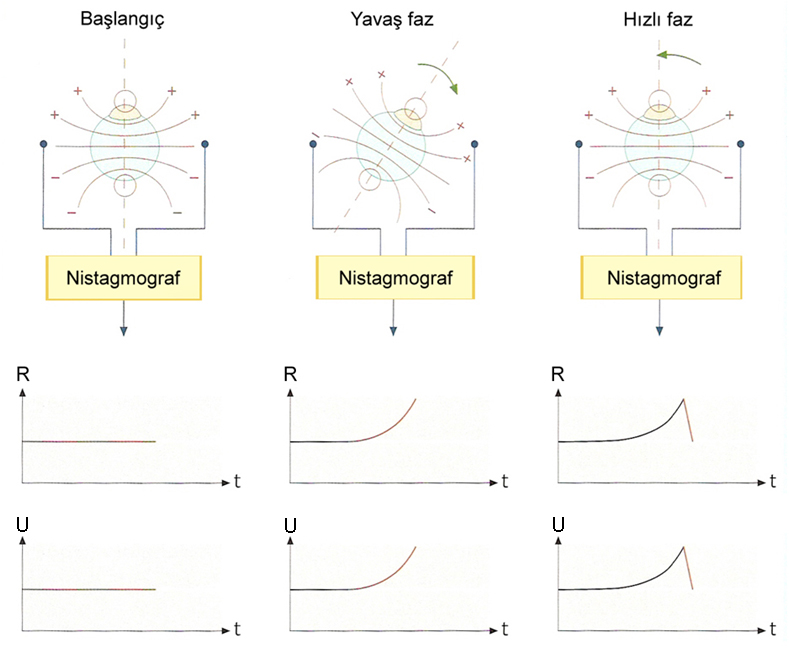 Başlangıç
Yavaş faz
Hızlı faz
+ +
+ +
− −
− −
Nistagmograf
+ +
+
+
−
−
Nistagmograf
+ +
+ +
− −
− −
Nistagmograf
R
t
R
t
R
t
U
t
U
t
U
t